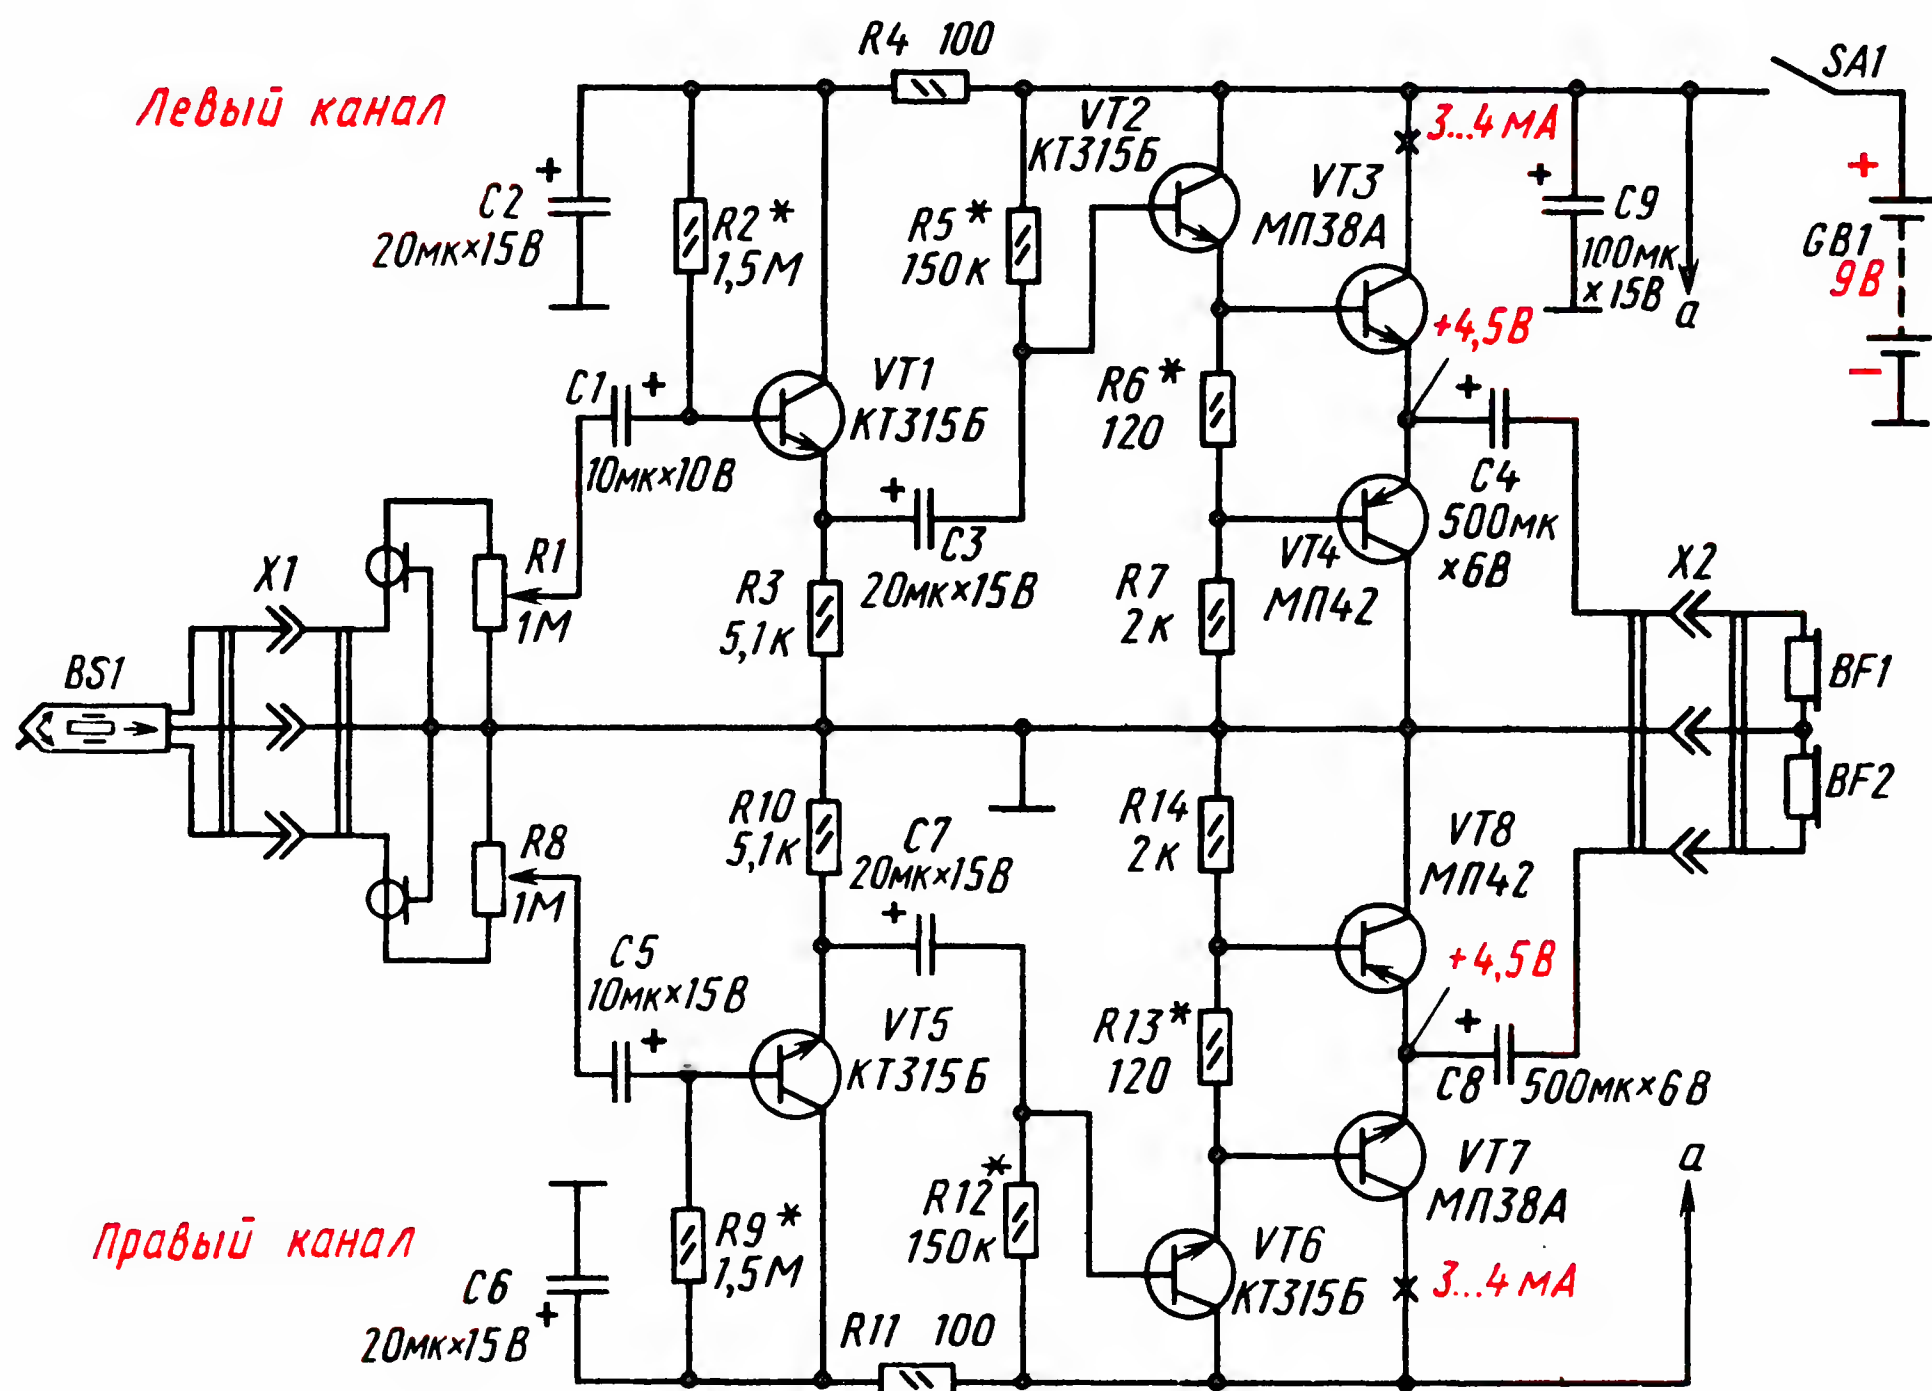 R4 100
SA1
Левый канал
3...4 мА
VT2
КТ315Б
VT3
МП38А
C2
20мк×15В
+
R2*
1,5М
R5*
150к
+
C9
100мк
×15В
а
+
GB1
9В
−
+4,5В
C1
+
10мк×10В
VT1
КТ315Б
R6*
120
+
C4
500мк
×6В
+
C3
20мк×15В
VT4
МП42
X1
R1
1М
R3
5,1к
R7
2к
X2
BS1
BF1
BF2
R8
1М
R10
5,1к
C7
20мк×15В
+
R14
2к
VT8
МП42
C5
10мк×15В
+
VT5
КТ315Б
R13*
120
+4,5В
+
C8
500мк×6В
VT7
МП38А
а
R12*
150к
Правый канал
R9*
1,5М
VT6
КТ315Б
3...4 мА
C6
20мк×15В
+
R11 100